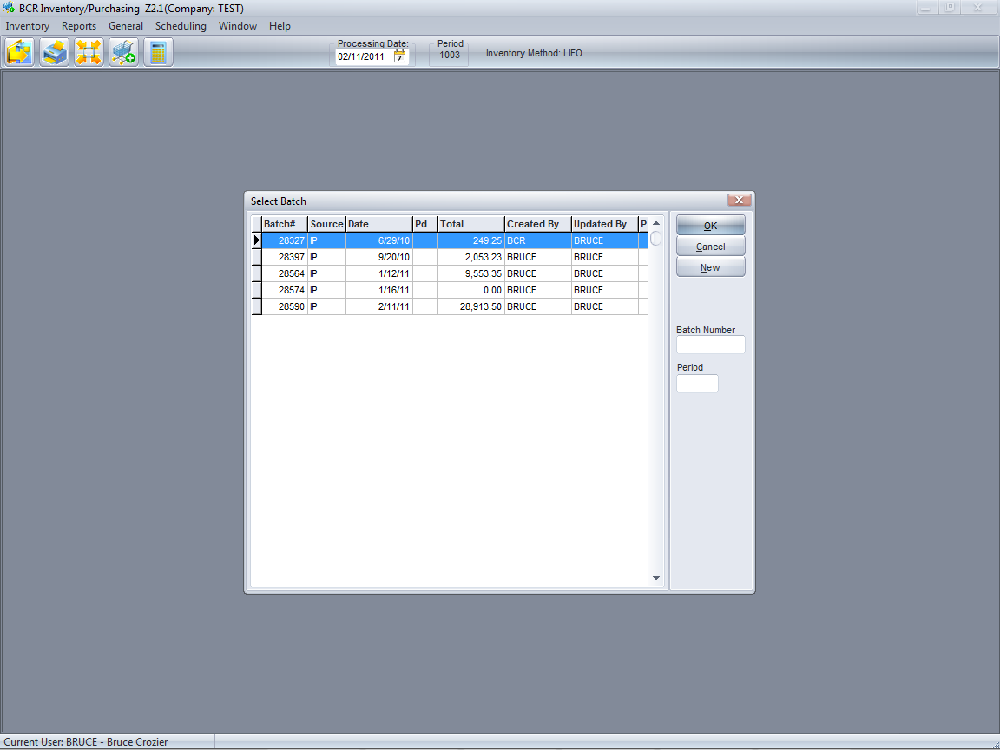 BCR Inventory/Purchasing Z2.1(Company: TEST)
Inventory Reports General Scheduling Window Help
Processing Date: Period
02/11/2011 7 1003 Inventory Method: LIFO
Select Batch
Batch# Source Date Pd Total Created By Updated By P
28327 IP 6/29/10 249.25 BCR BRUCE
28397 IP 9/20/10 2,053.23 BRUCE BRUCE
28564 IP 1/12/11 9,553.35 BRUCE BRUCE
28574 IP 1/16/11 0.00 BRUCE BRUCE
28590 IP 2/11/11 28,913.50 BRUCE BRUCE
OK
Cancel
New
Batch Number
Period
Current User: BRUCE - Bruce Crozier